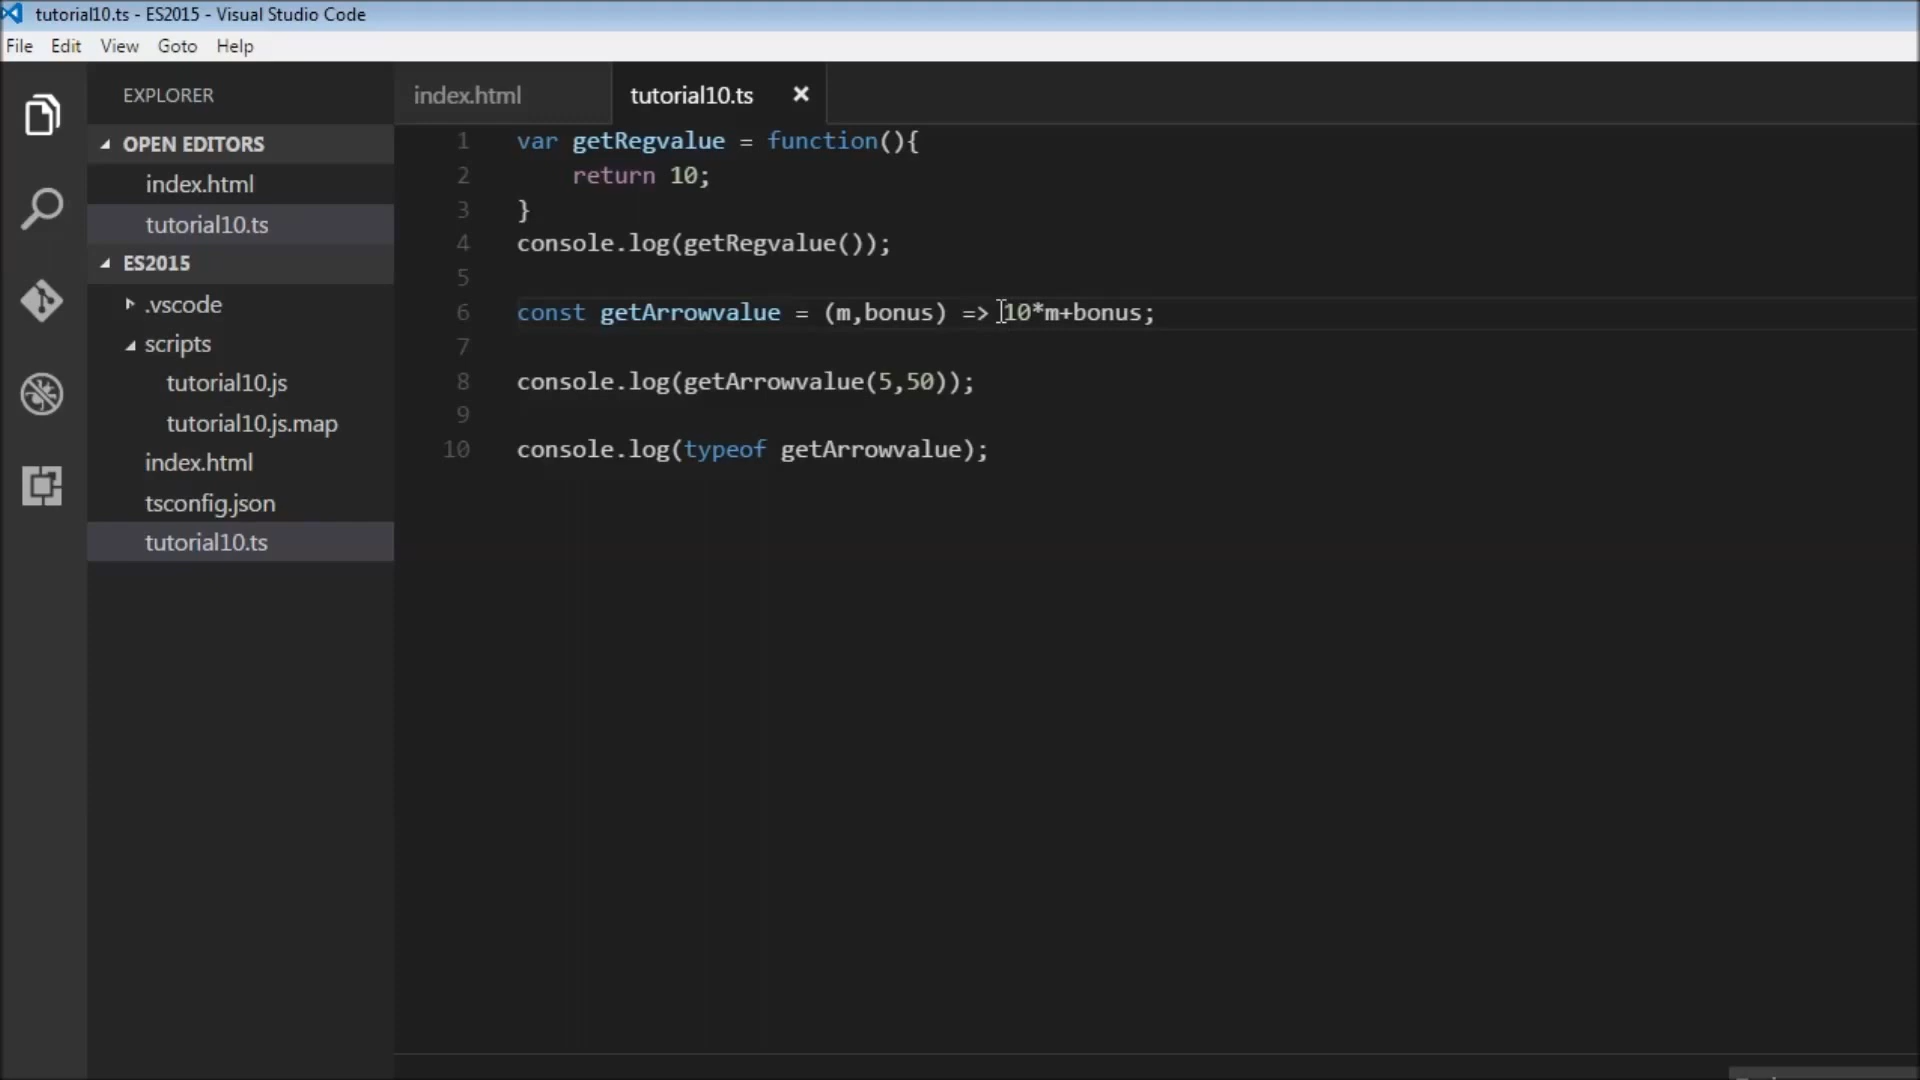 tutorial10.ts - ES2015 - Visual Studio Code
File Edit View Goto Help
EXPLORER
OPEN EDITORS
index.html
tutorial10.ts
ES2015
.vscode
scripts
tutorial10.js
tutorial10.js.map
index.html
tsconfig.json
tutorial10.ts
index.html tutorial10.ts
1 var getRegvalue = function(){
2 return 10;
3 }
4 console.log(getRegvalue());
5
6 const getArrowvalue = (m,bonus) => 10*m+bonus;
7
8 console.log(getArrowvalue(5,50));
9
10 console.log(typeof getArrowvalue);